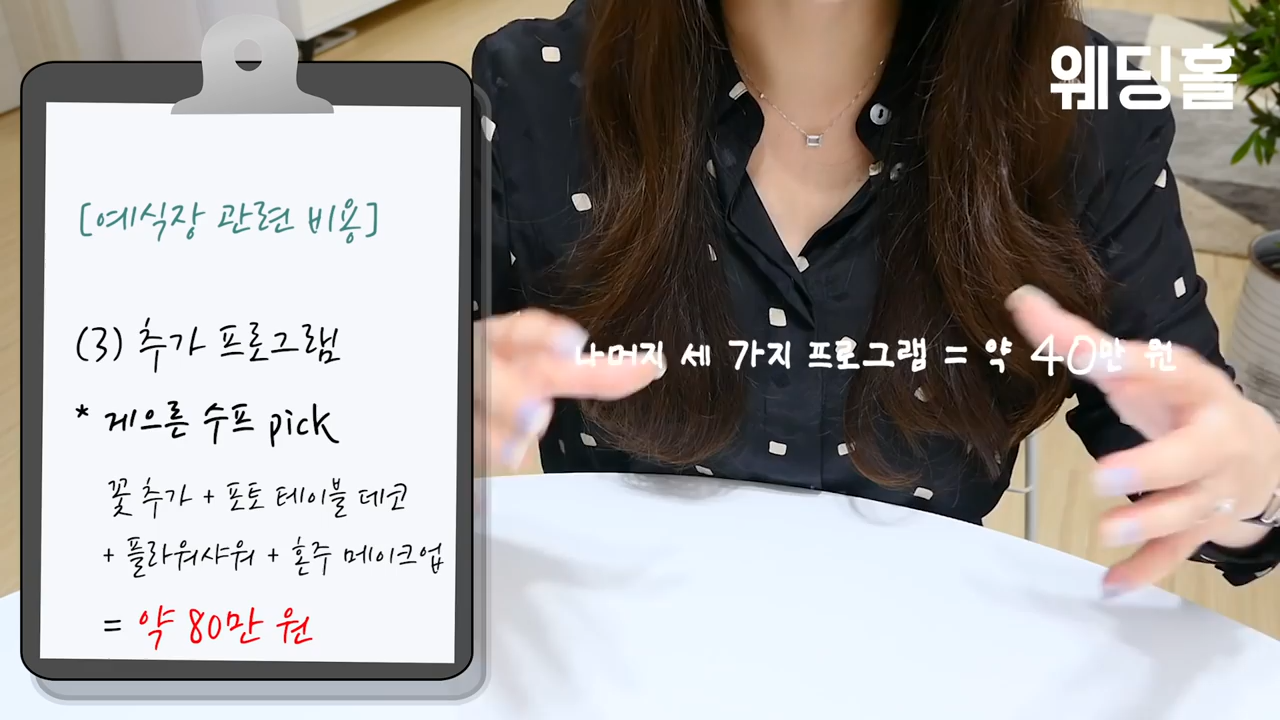 웨딩홀
[예식장 관련 비용]
(3) 추가 프로그램
* 게으른 수프 pick
꽃 추가 + 포토 테이블 데코
+ 플라워샤워 + 혼주 메이크업
= 약 80만 원
나머지 세 가지 프로그램 = 약 40만 원